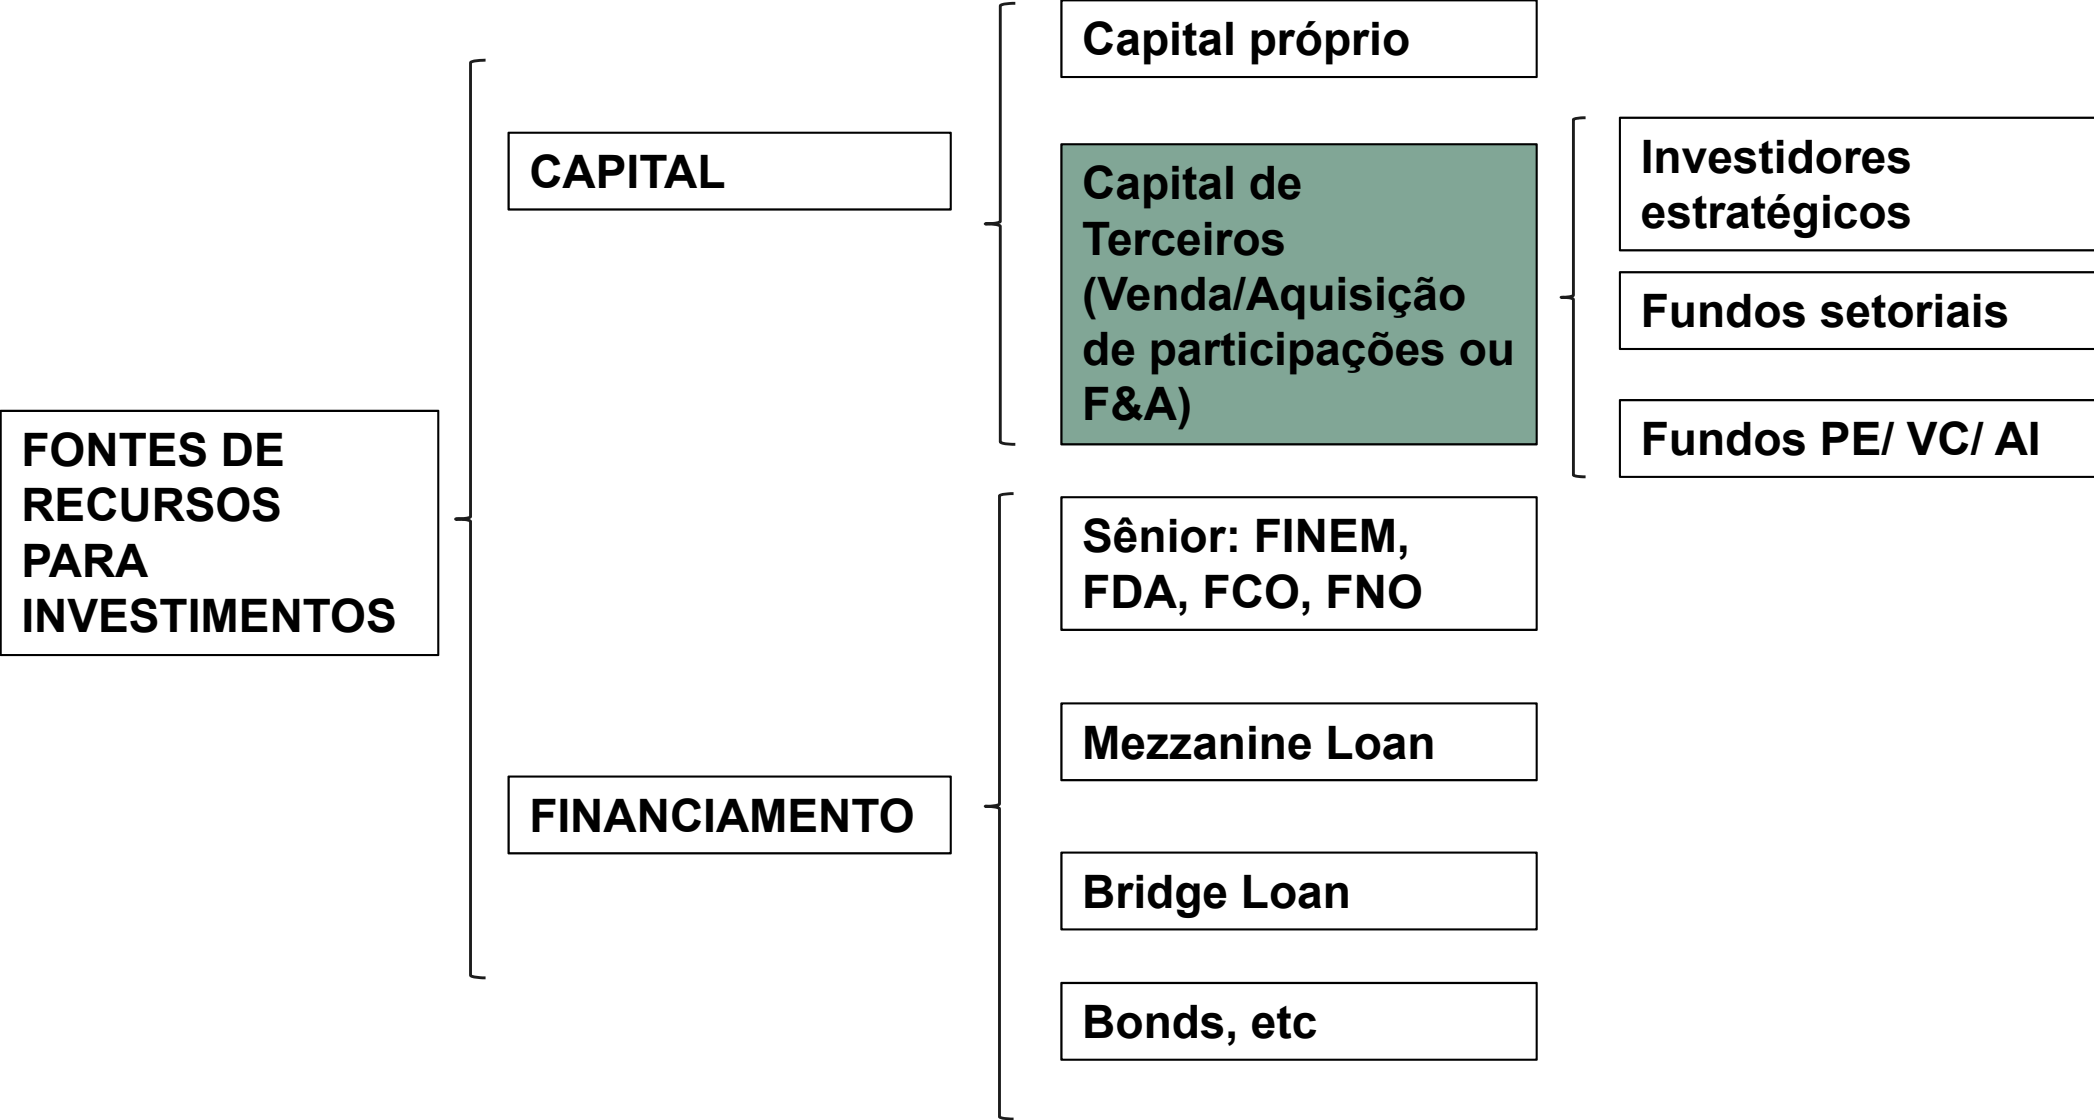 FONTES DE
RECURSOS
PARA
INVESTIMENTOS
CAPITAL
Capital próprio
Capital de
Terceiros
(Venda/Aquisição
de participações ou
F&A)
Investidores
estratégicos
Fundos setoriais
Fundos PE/ VC/ AI
FINANCIAMENTO
Sênior: FINEM,
FDA, FCO, FNO
Mezzanine Loan
Bridge Loan
Bonds, etc